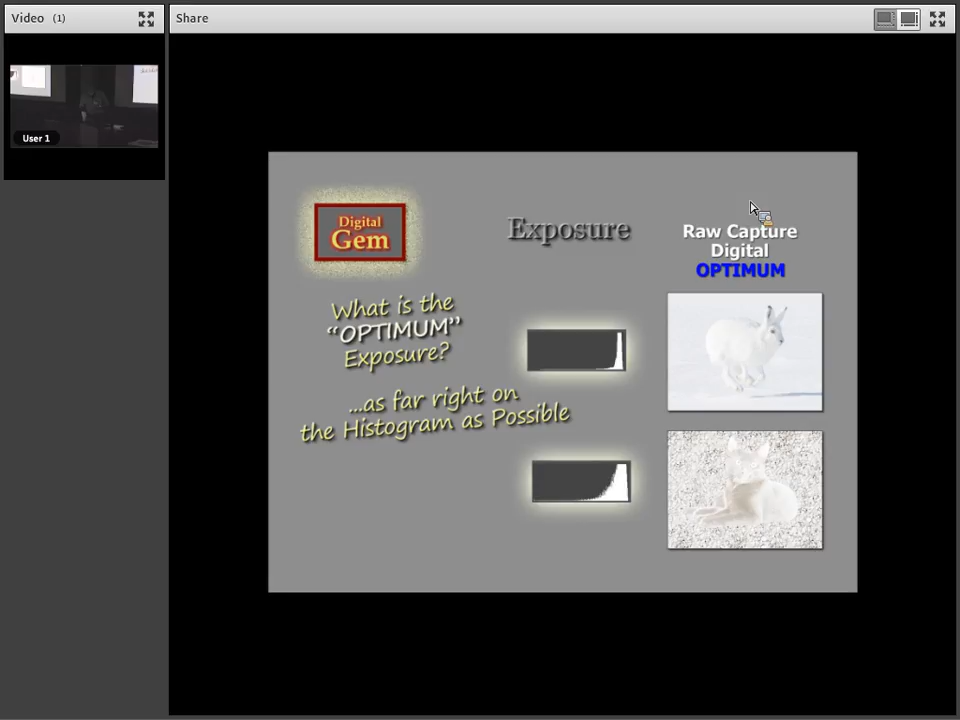 Video (1)
Share
User 1
Digital
Gem
Exposure
Raw Capture
Digital
OPTIMUM
What is the
“OPTIMUM”
Exposure?
...as far right on
the Histogram as Possible